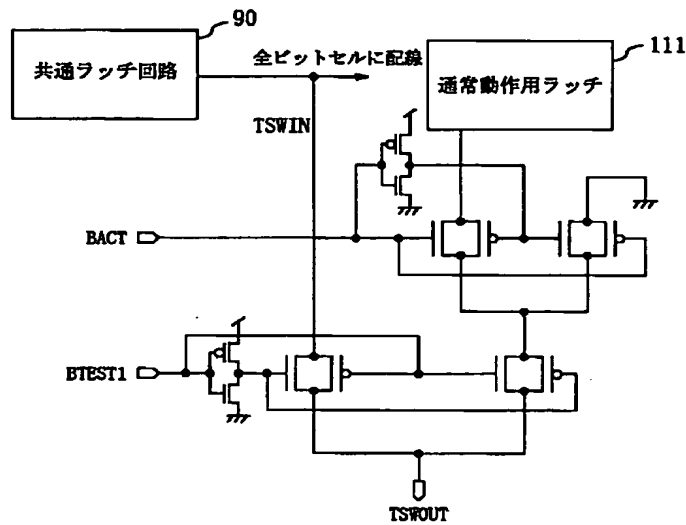 90
共通ラッチ回路
全ビットセルに配線
111
通常動作用ラッチ
TSWIN
BACT
BTEST1
TSWOUT